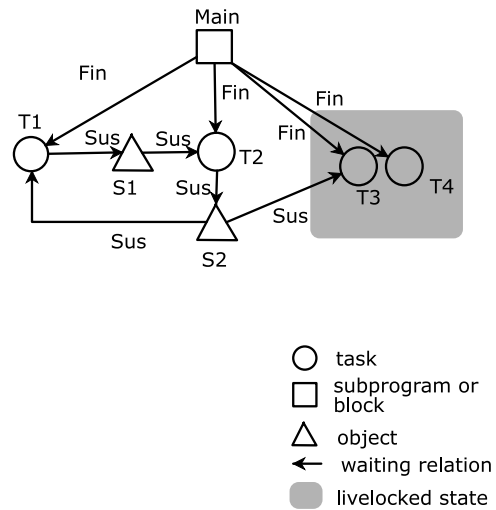 Main
Fin
Fin
Fin
Fin
T1
Sus
Sus
T2
S1
T3
T4
Sus
Sus
Sus
S2
task
subprogram or
block
object
waiting relation
livelocked state